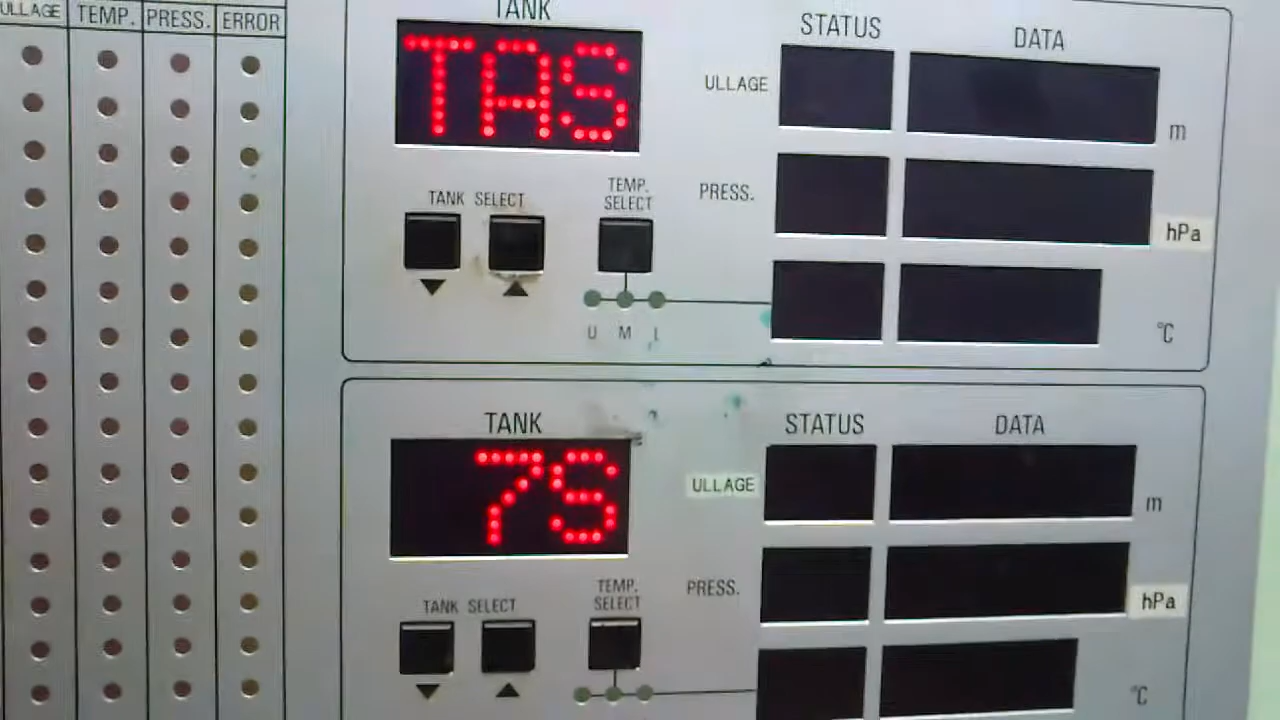 ULLAGE TEMP. PRESS. ERROR
TANK
TAS
STATUS DATA
ULLAGE m
TANK SELECT
TEMP. SELECT
PRESS. hPa
U M L
℃
TANK
7S
STATUS DATA
ULLAGE m
TANK SELECT
TEMP. SELECT
PRESS. hPa
℃